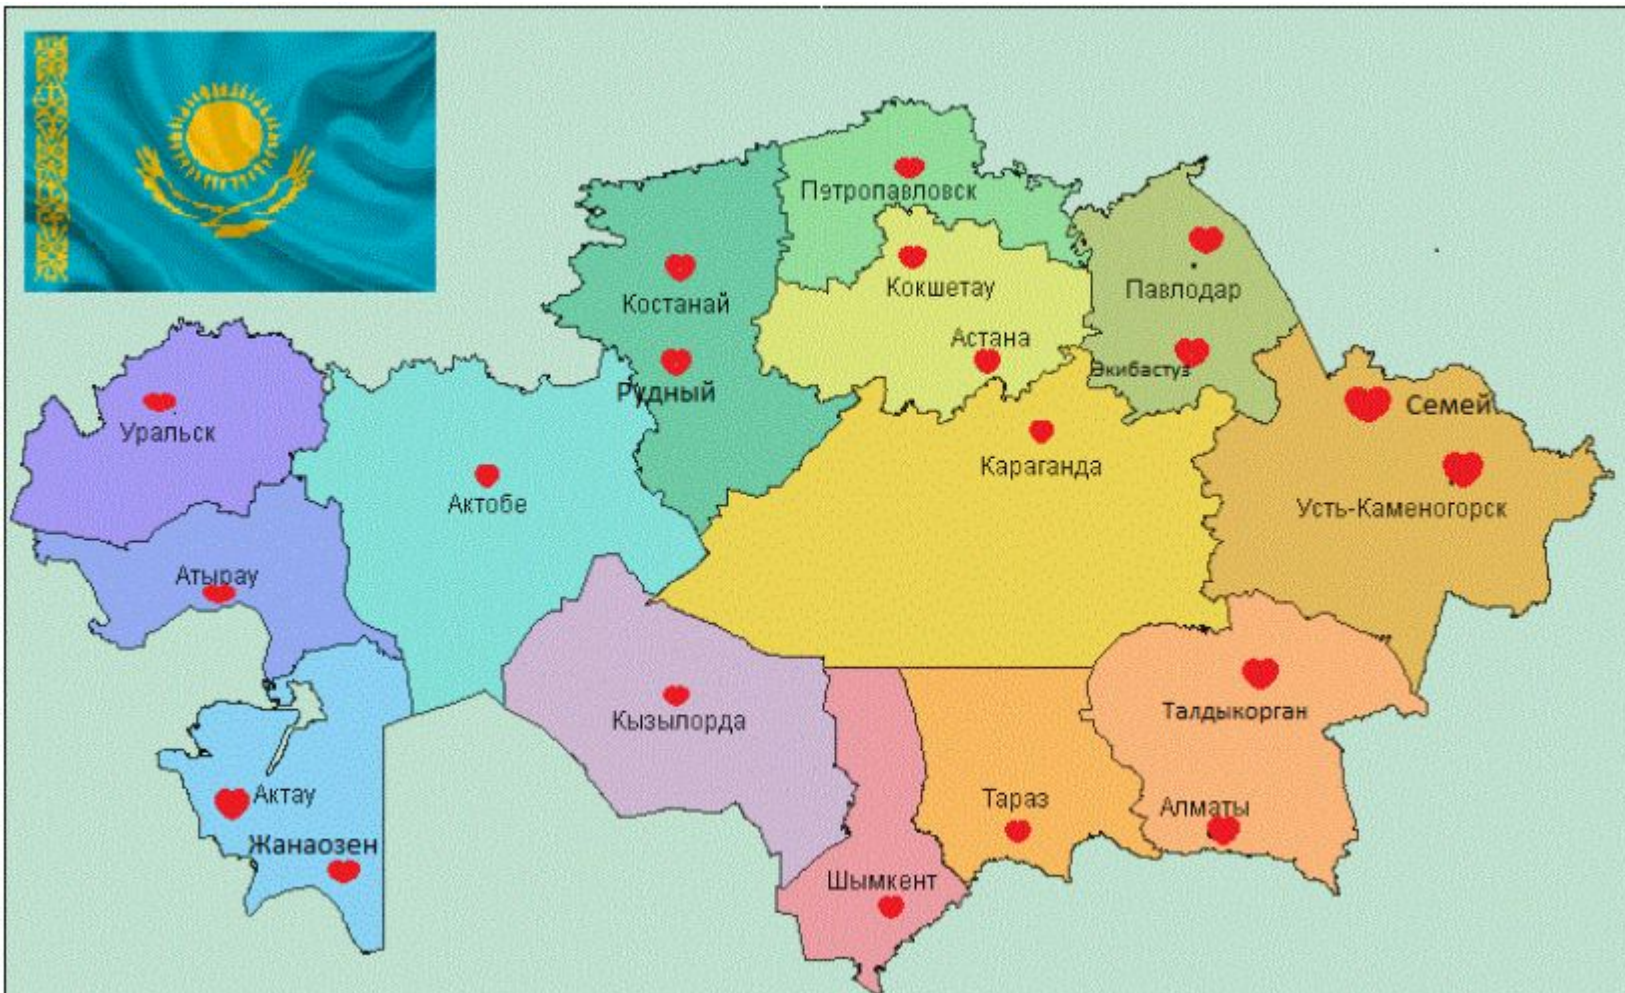 Петропавловск
Кокшетау
Костанай
Павлодар
Астана
Экибастуз
Рудный
Семей
Уральск
Караганда
Актобе
Усть-Каменогорск
Атырау
Кызылорда
Талдыкорган
Актау
Тараз
Алматы
Жанаозен
Шымкент